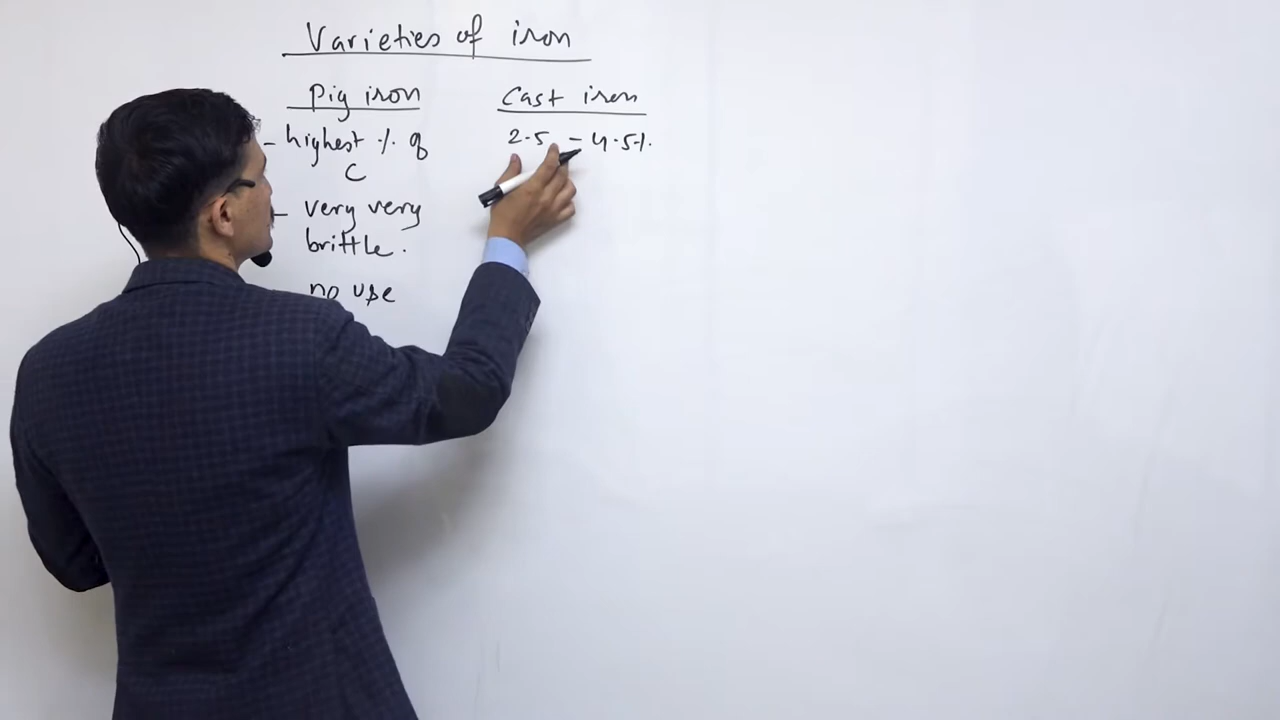 Varieties of iron
Pig iron
- highest % of
C
- very very
brittle.
no use
Cast iron
2.5 - 4.5%.